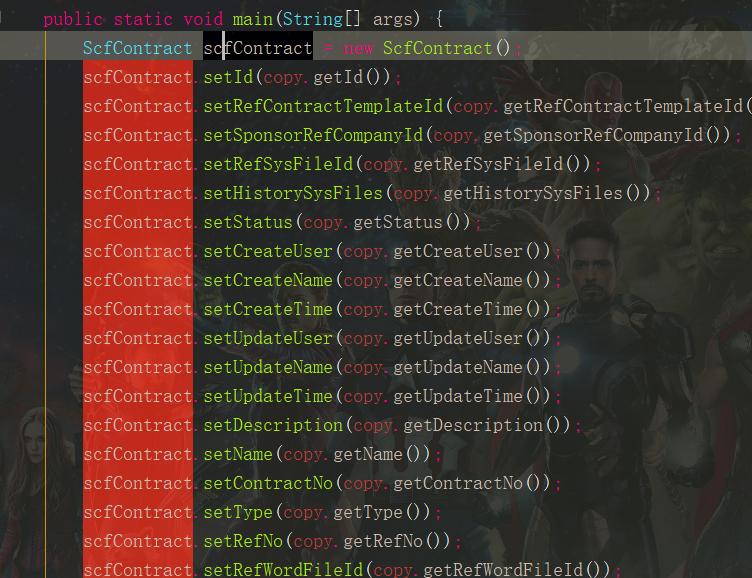 public static void main(String[] args) {
ScfContract scfContract = new ScfContract();
scfContract.setId(copy.getId());
scfContract.setRefContractTemplateId(copy.getRefContractTemplateId(
scfContract.setSponsorRefCompanyId(copy.getSponsorRefCompanyId());
scfContract.setRefSysFileId(copy.getRefSysFileId());
scfContract.setHistorySysFiles(copy.getHistorySysFiles());
scfContract.setStatus(copy.getStatus());
scfContract.setCreateUser(copy.getCreateUser());
scfContract.setCreateName(copy.getCreateName());
scfContract.setCreateTime(copy.getCreateTime());
scfContract.setUpdateUser(copy.getUpdateUser());
scfContract.setUpdateName(copy.getUpdateName());
scfContract.setUpdateTime(copy.getUpdateTime());
scfContract.setDescription(copy.getDescription());
scfContract.setName(copy.getName());
scfContract.setContractNo(copy.getContractNo());
scfContract.setType(copy.getType());
scfContract.setRefNo(copy.getRefNo());
scfContract.setRefWordFileId(copy.getRefWordFileId());